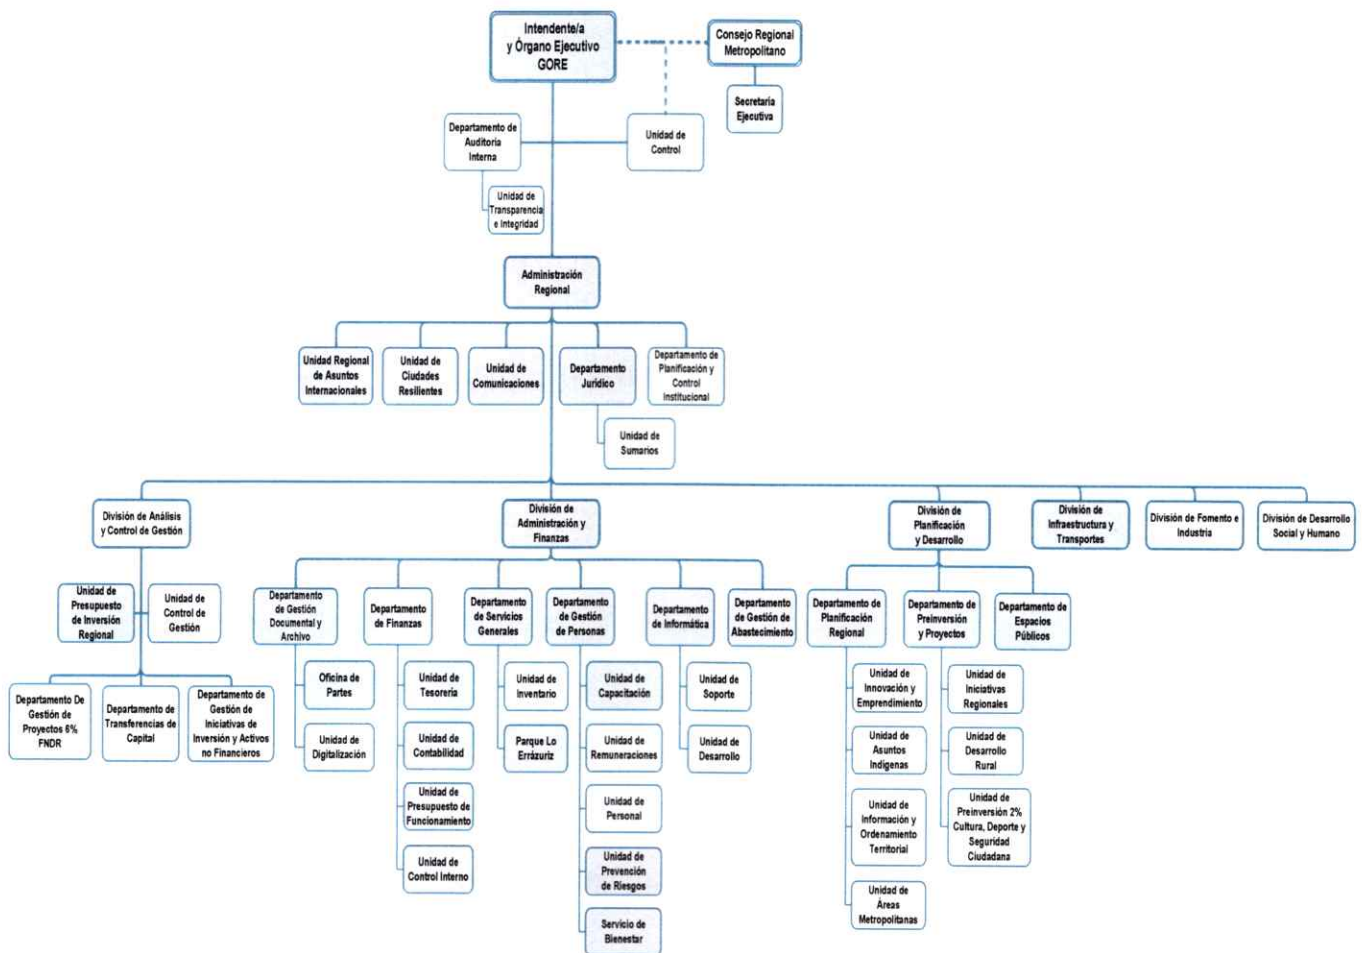 Intendente/a
y Órgano Ejecutivo
GORE
Consejo Regional
Metropolitano
Secretaria
Ejecutiva
Departamento de
Auditoria
Interna
Unidad de
Control
Unidad de
Transparencia
e Integridad
Administración
Regional
Unidad Regional
de Asuntos
Internacionales
Unidad de
Ciudades
Resilientes
Unidad de
Comunicaciones
Departamento
Jurídico
Departamento de
Planificación y
Control
Institucional
Unidad de
Sumarios
División de Análisis
y Control de Gestión
División de
Administración y
Finanzas
División de
Planificación
y Desarrollo
División de
Infraestructura y
Transportes
División de Fomento e
Industria
División de Desarrollo
Social y Humano
Unidad de
Presupuesto
de Inversión
Regional
Unidad de
Control de
Gestión
Departamento
de Gestión
Documental y
Archivo
Departamento
de Finanzas
Departamento
de Servicios
Generales
Departamento
de Gestión
de Personas
Departamento
de Informática
Departamento
de Gestión de
Abastecimiento
Departamento de
Planificación
Regional
Departamento de
Preinversión
y Proyectos
Departamento de
Espacios
Públicos
Departamento De
Gestión de
Proyectos 6%
FNDR
Departamento
de
Transferencias de
Capital
Departamento de
Gestión de
Iniciativas de
Inversión y Activos
no Financieros
Oficina de
Partes
Unidad de
Digitalización
Unidad de
Tesorería
Unidad de
Contabilidad
Unidad de
Presupuesto de
Funcionamiento
Unidad de
Control Interno
Unidad de
Inventario
Parque Lo
Errázuriz
Unidad de
Capacitación
Unidad de
Remuneraciones
Unidad de
Personal
Unidad de
Prevención
de Riesgos
Servicio de
Bienestar
Unidad de
Soporte
Unidad de
Desarrollo
Unidad de
Innovación y
Emprendimiento
Unidad de
Asuntos
Indígenas
Unidad de
Información y
Ordenamiento
Territorial
Unidad de
Áreas
Metropolitanas
Unidad de
Iniciativas
Regionales
Unidad de
Desarrollo
Rural
Unidad de
Preinversión 2%
Cultura, Deporte y
Seguridad
Ciudadana